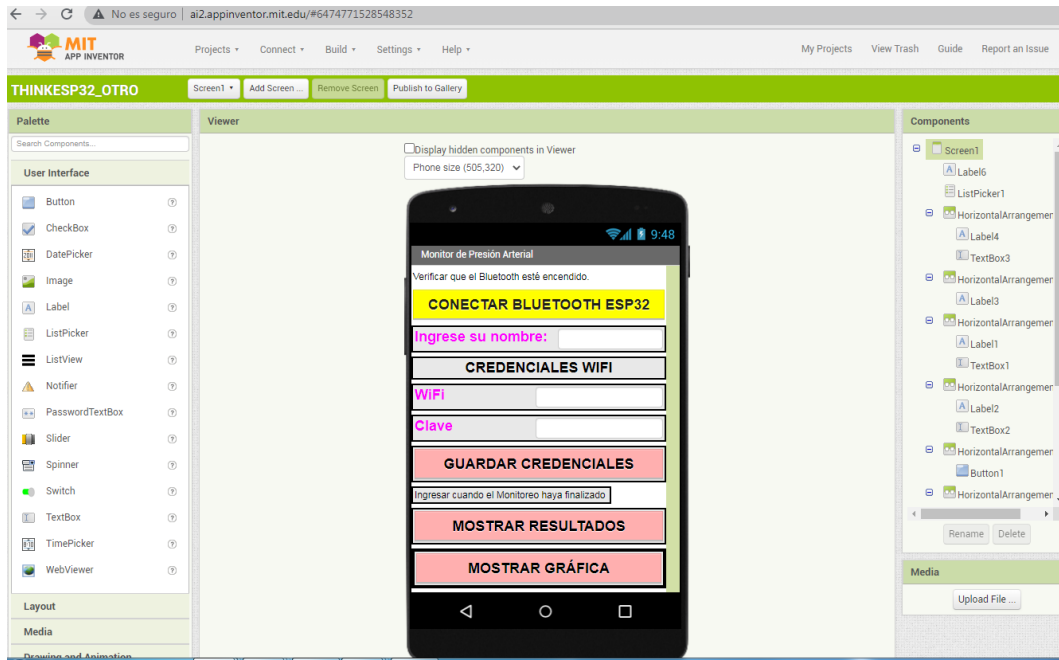 No es seguro | ai2.appinventor.mit.edu/#6474771528548352
MIT
APP INVENTOR
Projects Connect Build Settings Help My Projects View Trash Guide Report an Issue
THINKESP32_OTRO Screen1 Add Screen ... Remove Screen Publish to Gallery
Palette
Search Components...
User Interface
Button
CheckBox
DatePicker
Image
Label
ListPicker
ListView
Notifier
PasswordTextBox
Slider
Spinner
Switch
TextBox
TimePicker
WebViewer
Layout
Media
Drawing and Animation
Viewer
Display hidden components in Viewer
Phone size (505,320)
9:48
Monitor de Presión Arterial
Verificar que el Bluetooth esté encendido.
CONECTAR BLUETOOTH ESP32
Ingrese su nombre:
CREDENCIALES WIFI
WiFi
Clave
GUARDAR CREDENCIALES
Ingresar cuando el Monitoreo haya finalizado
MOSTRAR RESULTADOS
MOSTRAR GRÁFICA
Components
Screen1
Label6
ListPicker1
HorizontalArrangemer
Label4
TextBox3
HorizontalArrangemer
Label3
HorizontalArrangemer
Label1
TextBox1
HorizontalArrangemer
Label2
TextBox2
HorizontalArrangemer
Button1
HorizontalArrangemer
Rename Delete
Media
Upload File ...